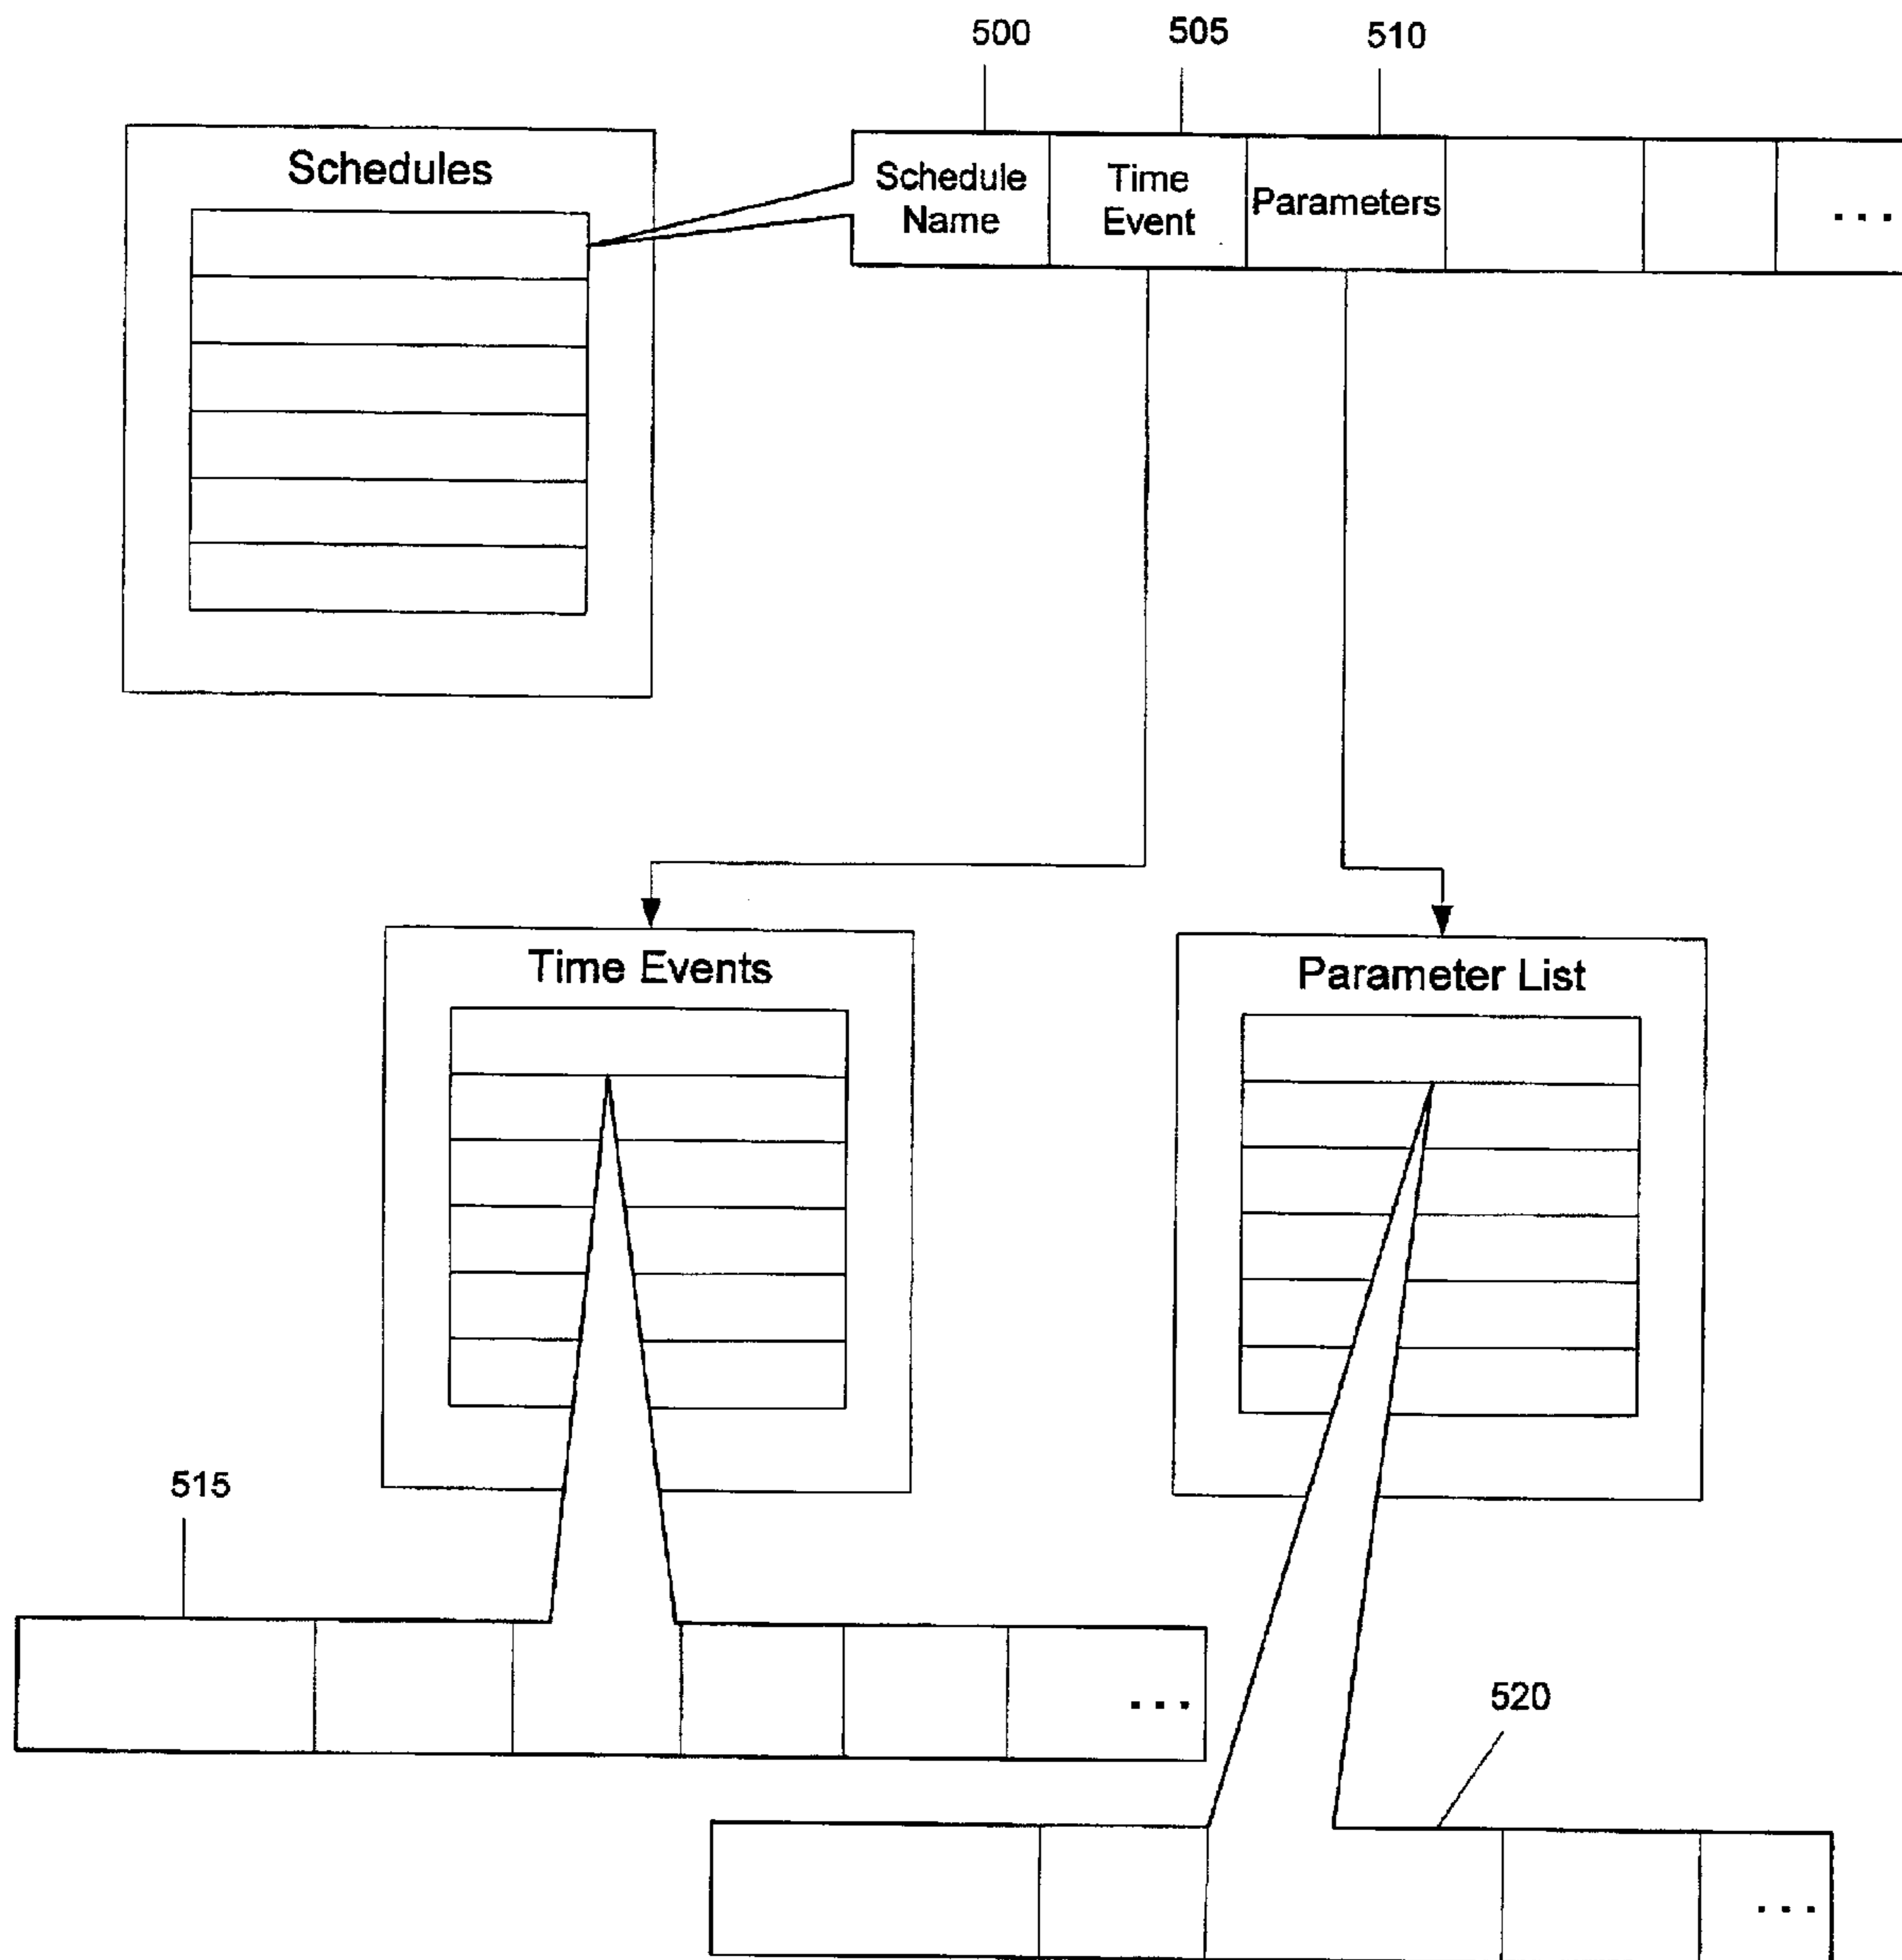 500 505 510
Schedules
Schedule
Name
Time
Event
Parameters
...
Time Events
Parameter List
515
...
520
...